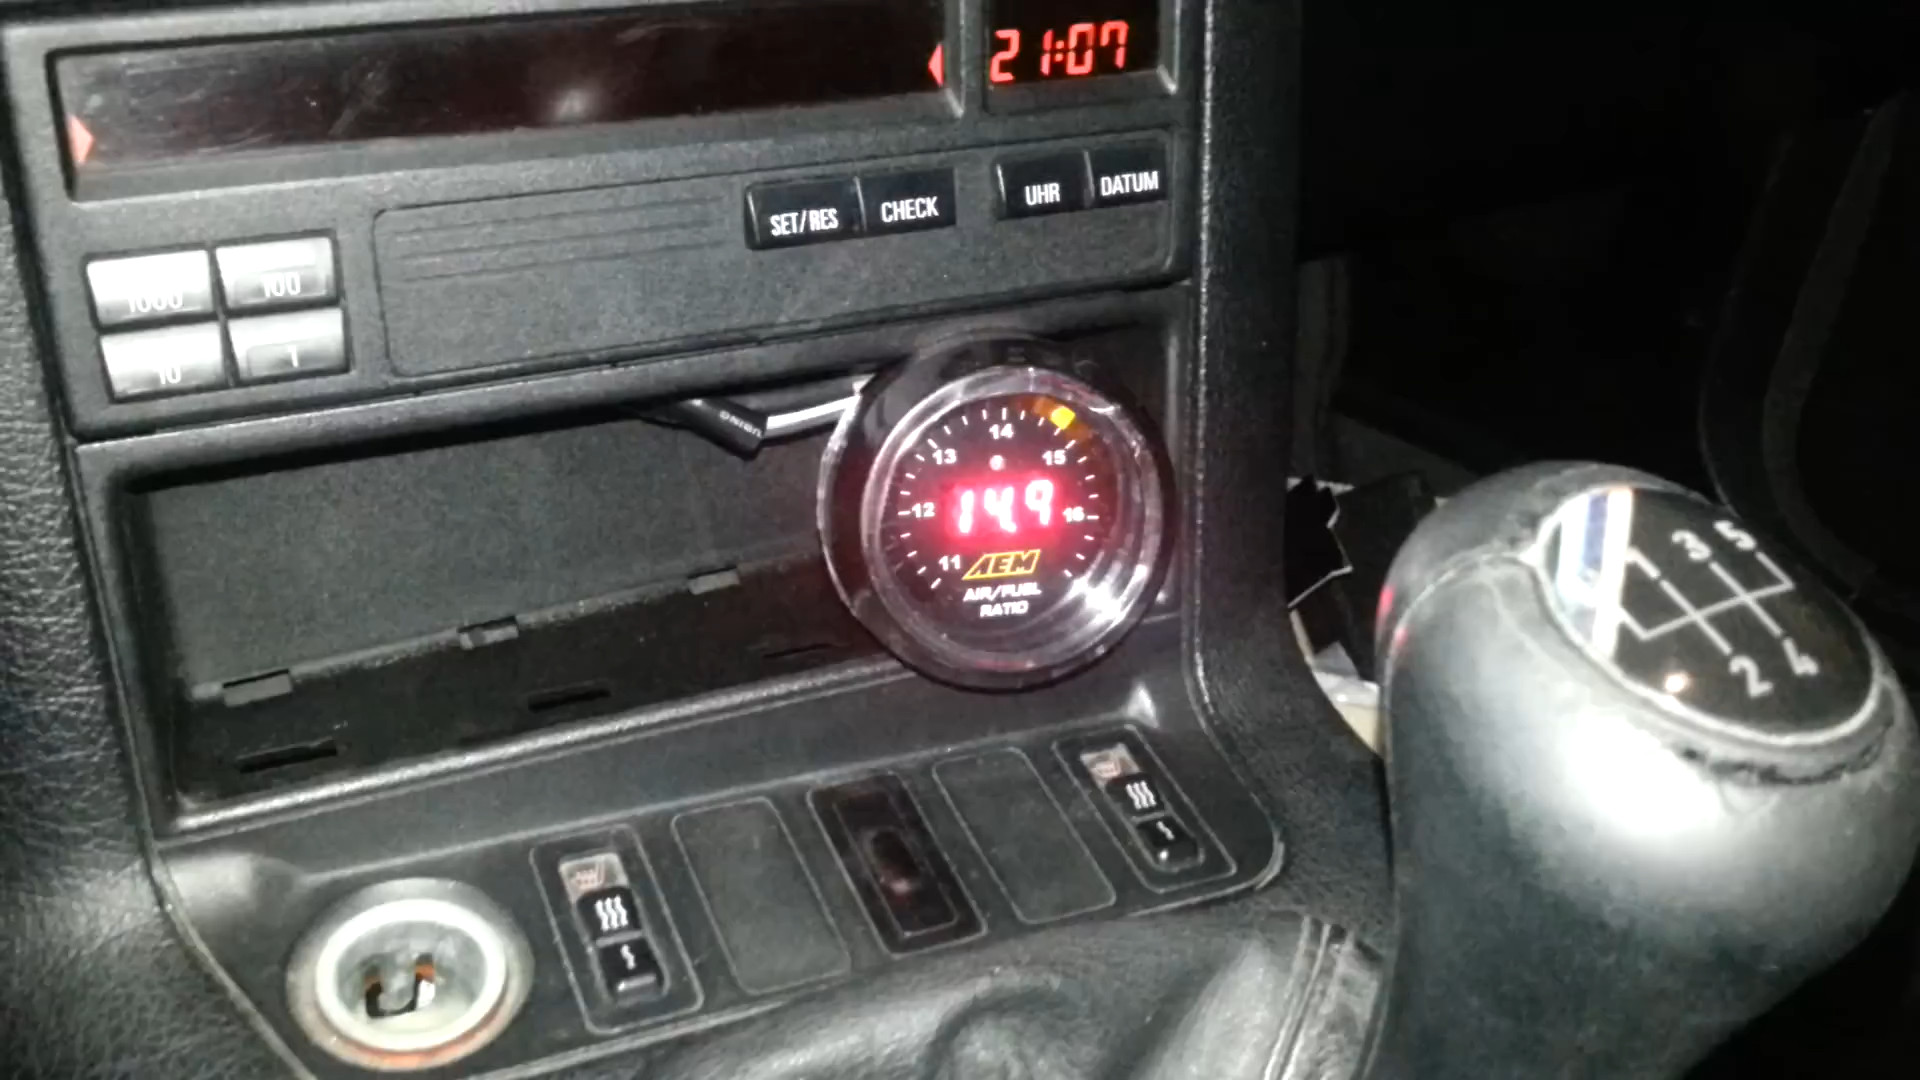 21:07
SET/RES CHECK UHR DATUM
1000 100
10 1
14
13 15
12 14.9 16
11 AEM
AIR/FUEL
RATIO
1 3 5
2 4